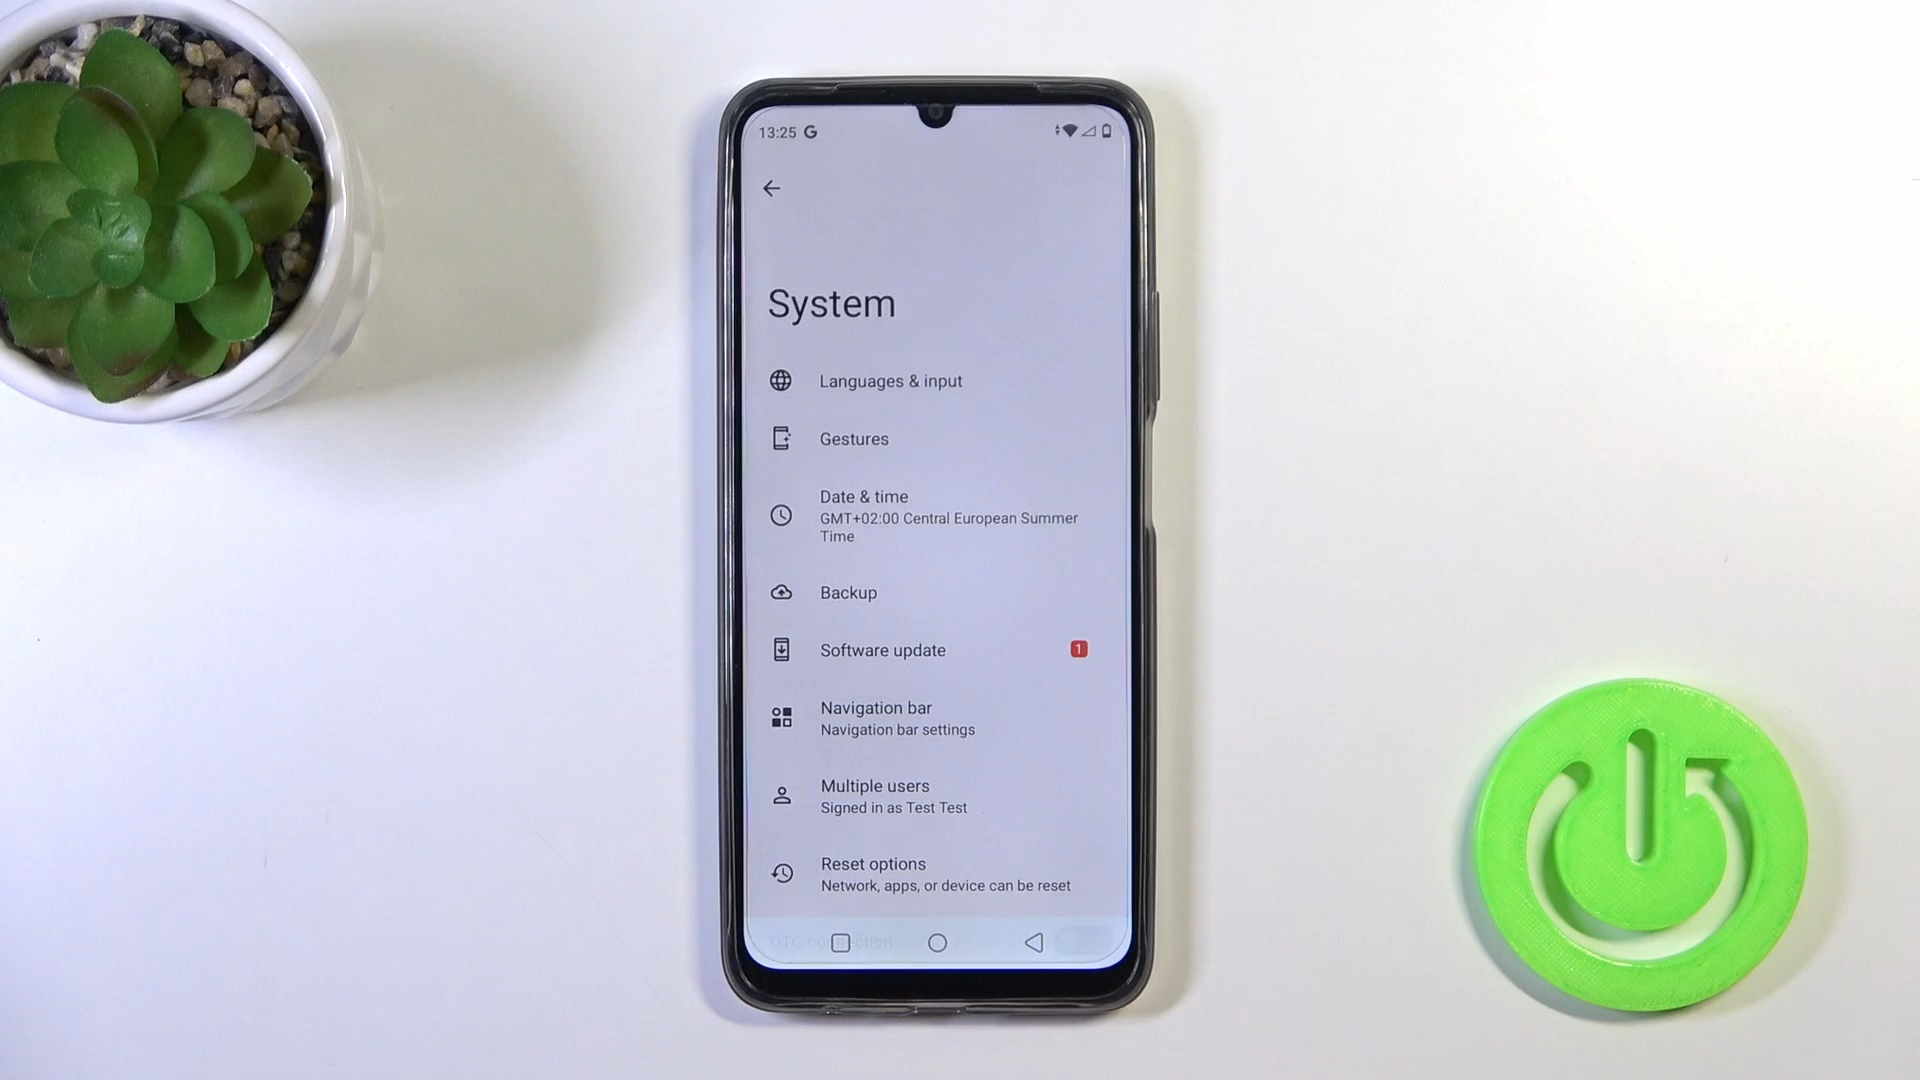 13:25 G
System
Languages & input
Gestures
Date & time
GMT+02:00 Central European Summer
Time
Backup
Software update 1
Navigation bar
Navigation bar settings
Multiple users
Signed in as Test Test
Reset options
Network, apps, or device can be reset
OTG connection